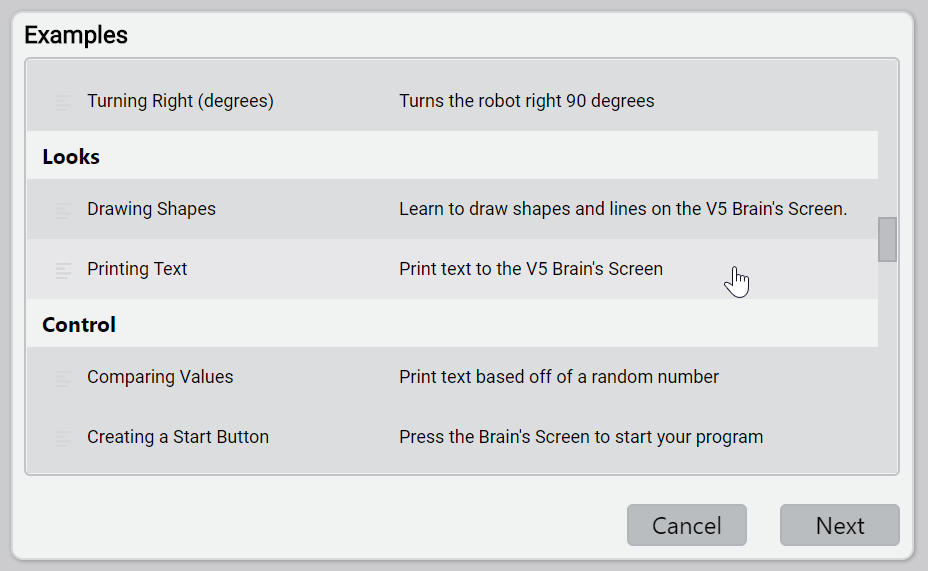 Examples
Turning Right (degrees) Turns the robot right 90 degrees
Looks
Drawing Shapes Learn to draw shapes and lines on the V5 Brain's Screen.
Printing Text Print text to the V5 Brain's Screen
Control
Comparing Values Print text based off of a random number
Creating a Start Button Press the Brain's Screen to start your program
Cancel Next